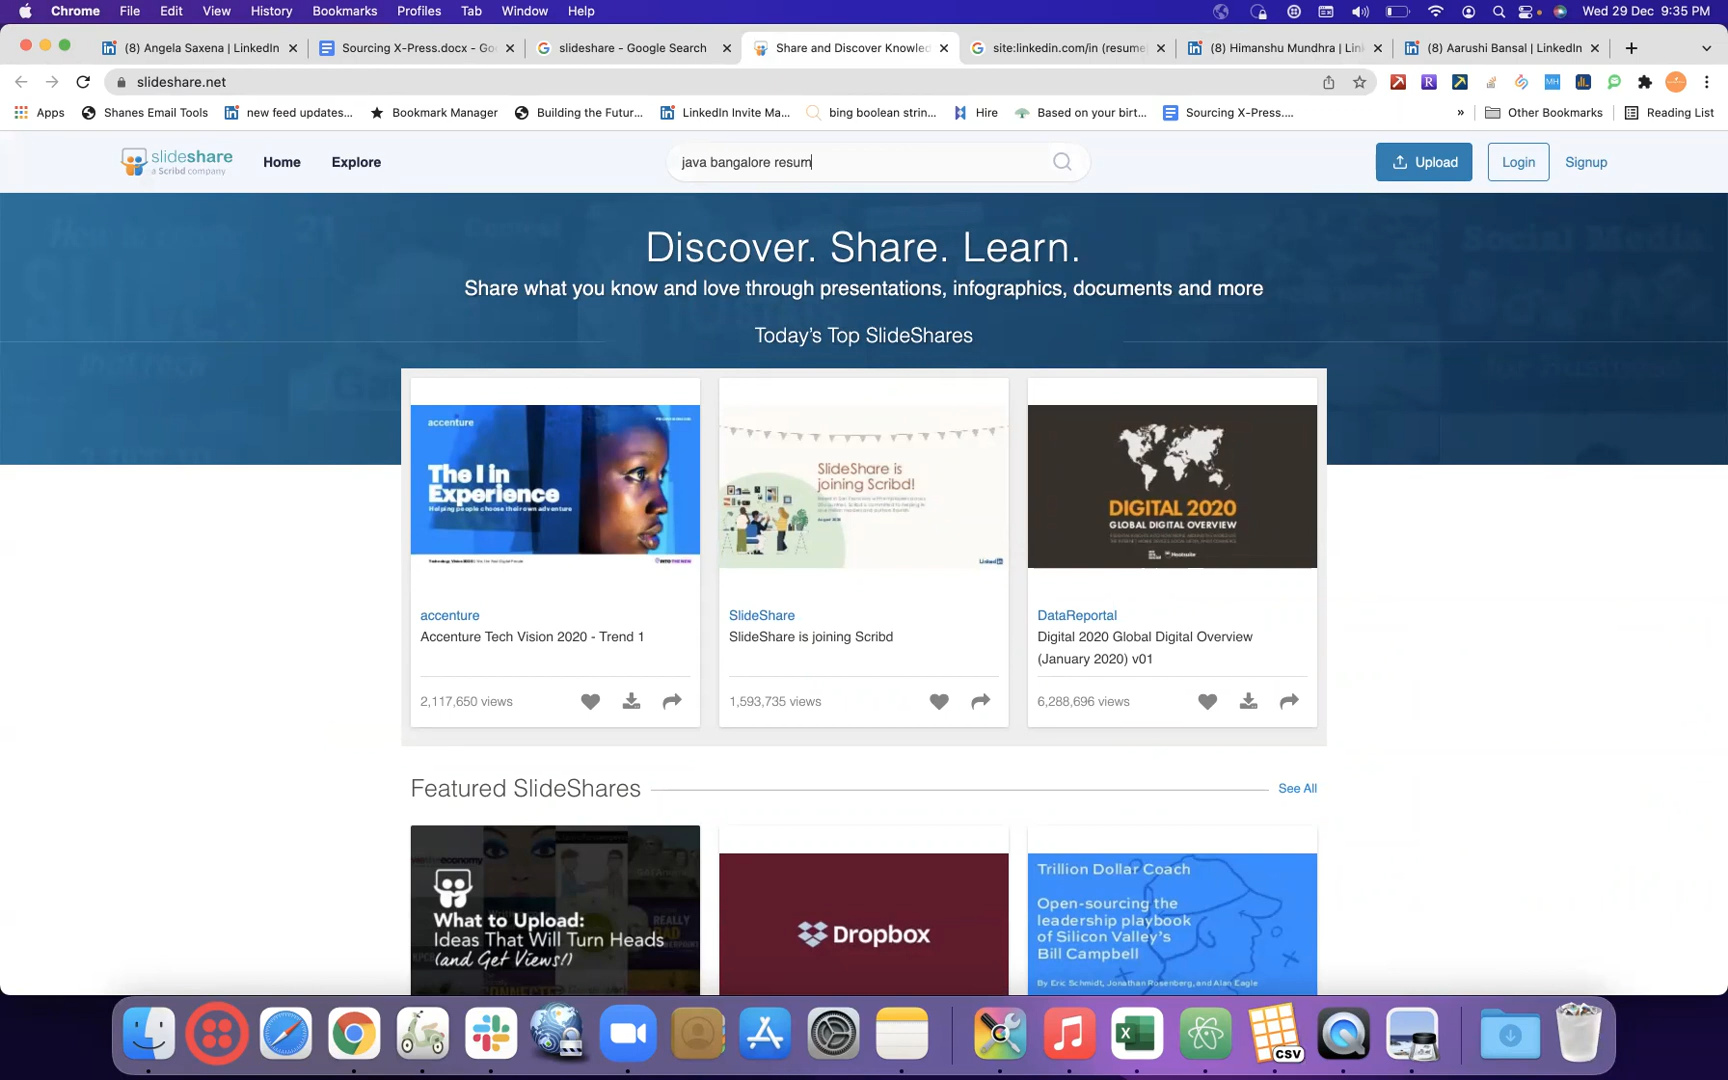 Chrome File Edit View History Bookmarks Profiles Tab Window Help Wed 29 Dec 9:35 PM
(8) Angela Saxena | LinkedIn Sourcing X-Press.docx - Go slideshare - Google Search Share and Discover Knowled site:linkedin.com/in (resume (8) Himanshu Mundhra | Lin (8) Aarushi Bansal | LinkedIn
slideshare.net
Apps Shanes Email Tools new feed updates... Bookmark Manager Building the Futur... LinkedIn Invite Ma... bing boolean strin... Hire Based on your birt... Sourcing X-Press.... » Other Bookmarks Reading List
slideshare
a Scribd company
Home Explore java bangalore resum Upload Login Signup
Discover. Share. Learn.
Share what you know and love through presentations, infographics, documents and more
Today's Top SlideShares
accenture
The I in
Experience
Helping people choose their own adventure
SlideShare is
joining Scribd!
LinkedIn
DIGITAL 2020
GLOBAL DIGITAL OVERVIEW
accenture
Accenture Tech Vision 2020 - Trend 1
2,117,650 views
SlideShare
SlideShare is joining Scribd
1,593,735 views
DataReportal
Digital 2020 Global Digital Overview
(January 2020) v01
6,288,696 views
Featured SlideShares See All
What to Upload:
Ideas That Will Turn Heads
(and Get Views!)
Dropbox
Trillion Dollar Coach
Open-sourcing the
leadership playbook
of Silicon Valley's
Bill Campbell
By Eric Schmidt, Jonathan Rosenberg, and Alan Eagle
CSV